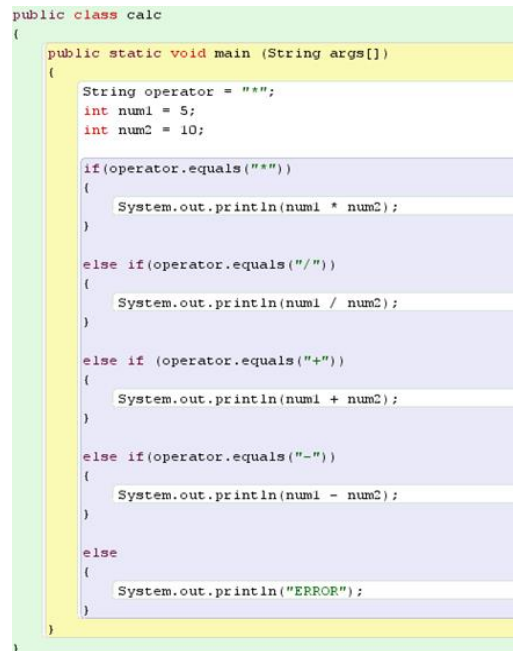 public class calc
{
public static void main (String args[])
{
String operator = "*";
int num1 = 5;
int num2 = 10;
if(operator.equals("*"))
{
System.out.println(num1 * num2);
}
else if(operator.equals("/"))
{
System.out.println(num1 / num2);
}
else if (operator.equals("+"))
{
System.out.println(num1 + num2);
}
else if(operator.equals("-"))
{
System.out.println(num1 - num2);
}
else
{
System.out.println("ERROR");
}
}
}